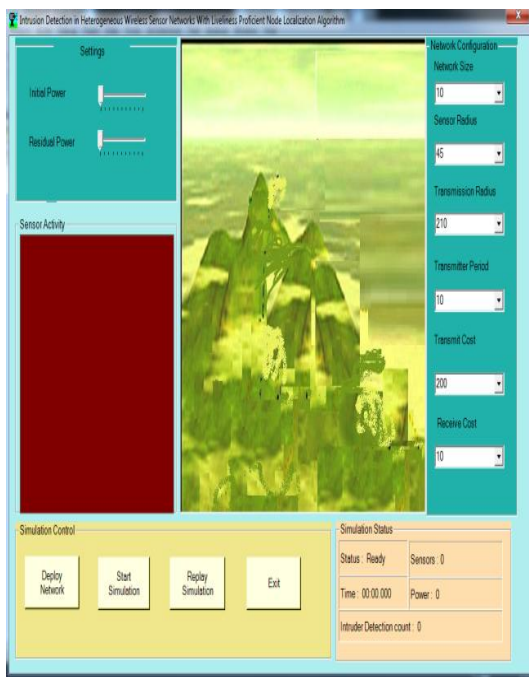 Intrusion Detection in Heterogeneous Wireless Sensor Networks With Liveliness Proficient Node Localization Algorithm
Settings
Initial Power
Residual Power
Sensor Activity
Network Configuration
Network Size
10
Sensor Radius
45
Transmission Radius
210
Transmitter Period
10
Transmit Cost
200
Receive Cost
10
Simulation Control
Deploy
Network
Start
Simulation
Replay
Simulation
Exit
Simulation Status
Status : Ready
Sensors : 0
Time : 00:00.000
Power : 0
Intruder Detection count : 0